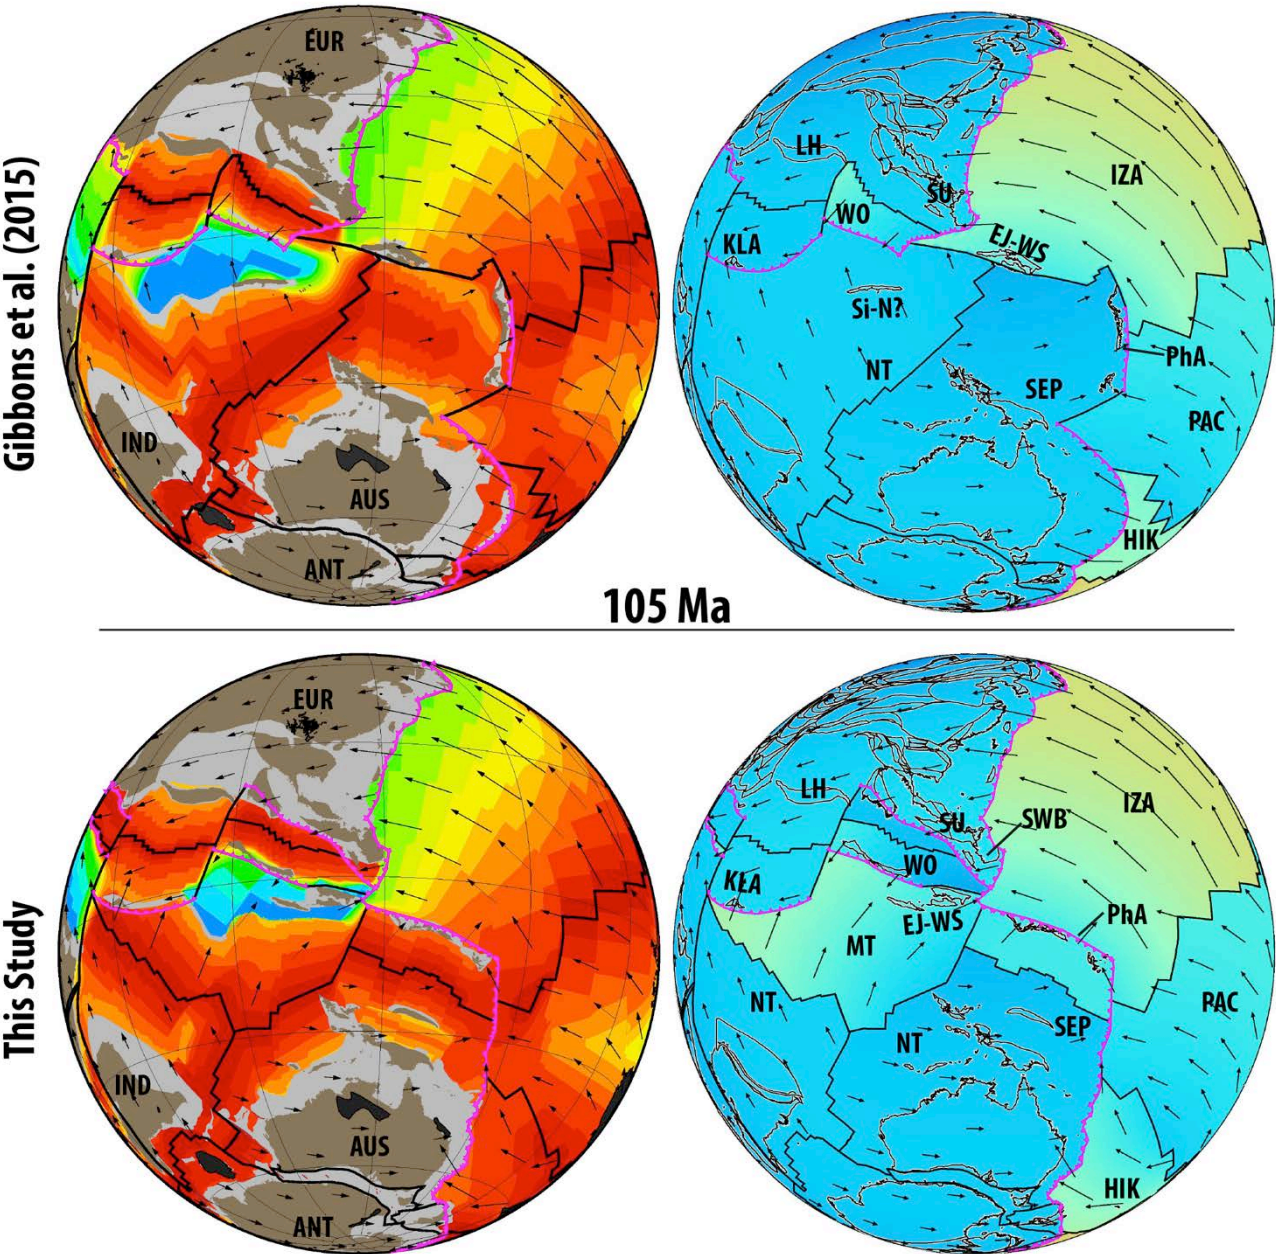 Gibbons et al. (2015)
EUR
IND
AUS
ANT
LH
SU
IZA
WO
KLA
EJ-WS
Si-N?
PhA
NT
SEP
PAC
HIK
105 Ma
This Study
EUR
IND
AUS
ANT
LH
IZA
SU
SWB
WO
KLA
EJ-WS
PhA
MT
NT
PAC
SEP
NT
HIK